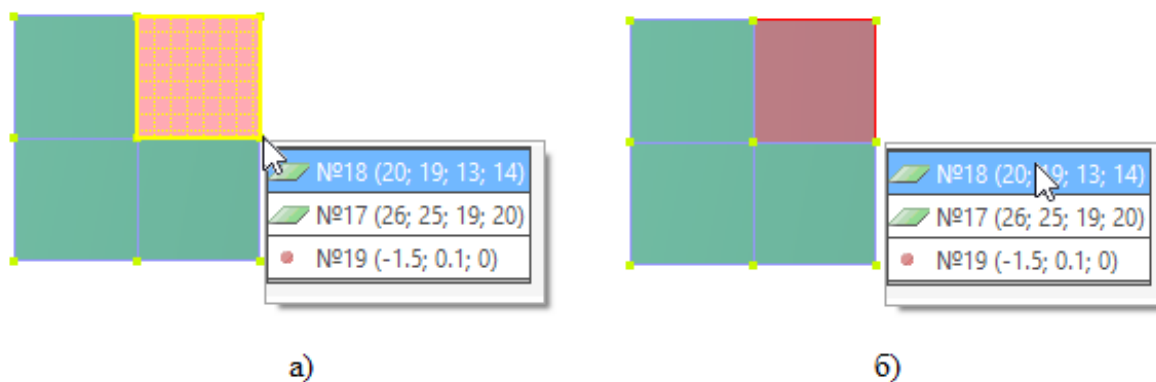 №18 (20; 19; 13; 14)
№17 (26; 25; 19; 20)
№19 (-1.5; 0.1; 0)
а)
№18 (20; 19; 13; 14)
№17 (26; 25; 19; 20)
№19 (-1.5; 0.1; 0)
б)